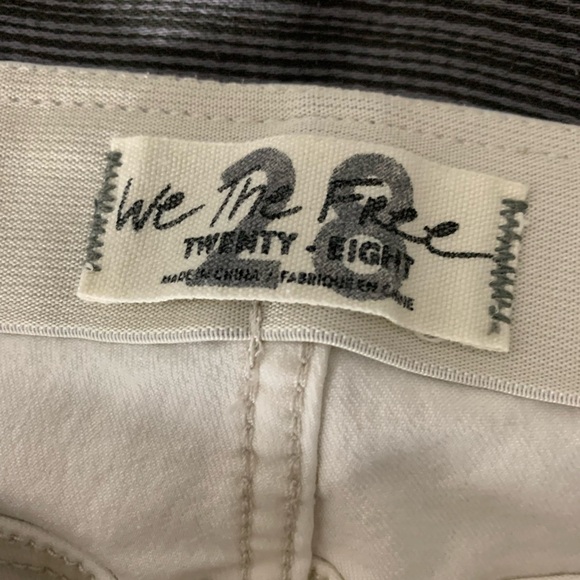 28
We The Free
TWENTY - EIGHT
MADE IN CHINA / FABRIQUE EN CHINE